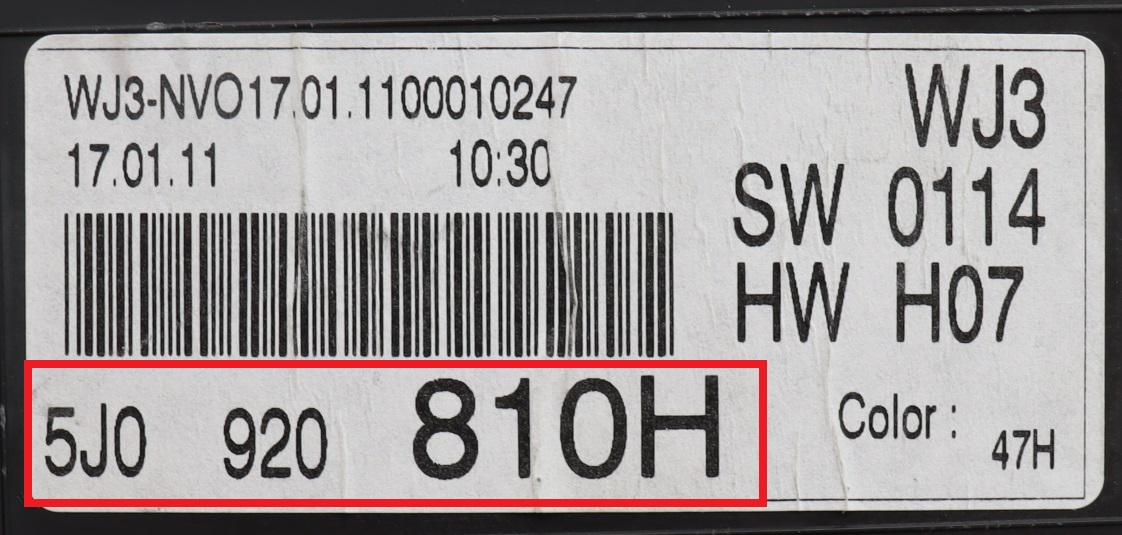 WJ3-NVO17.01.1100010247
17.01.11 10:30
WJ3
SW 0114
HW H07
5J0 920 810H
Color : 47H